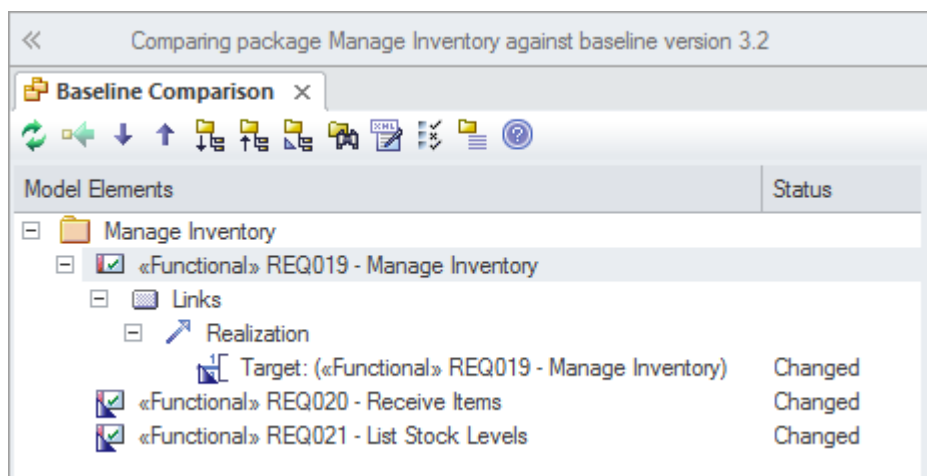 Comparing package Manage Inventory against baseline version 3.2
Baseline Comparison
Model Elements Status
Manage Inventory
«Functional» REQ019 - Manage Inventory
Links
Realization
Target: («Functional» REQ019 - Manage Inventory) Changed
«Functional» REQ020 - Receive Items Changed
«Functional» REQ021 - List Stock Levels Changed